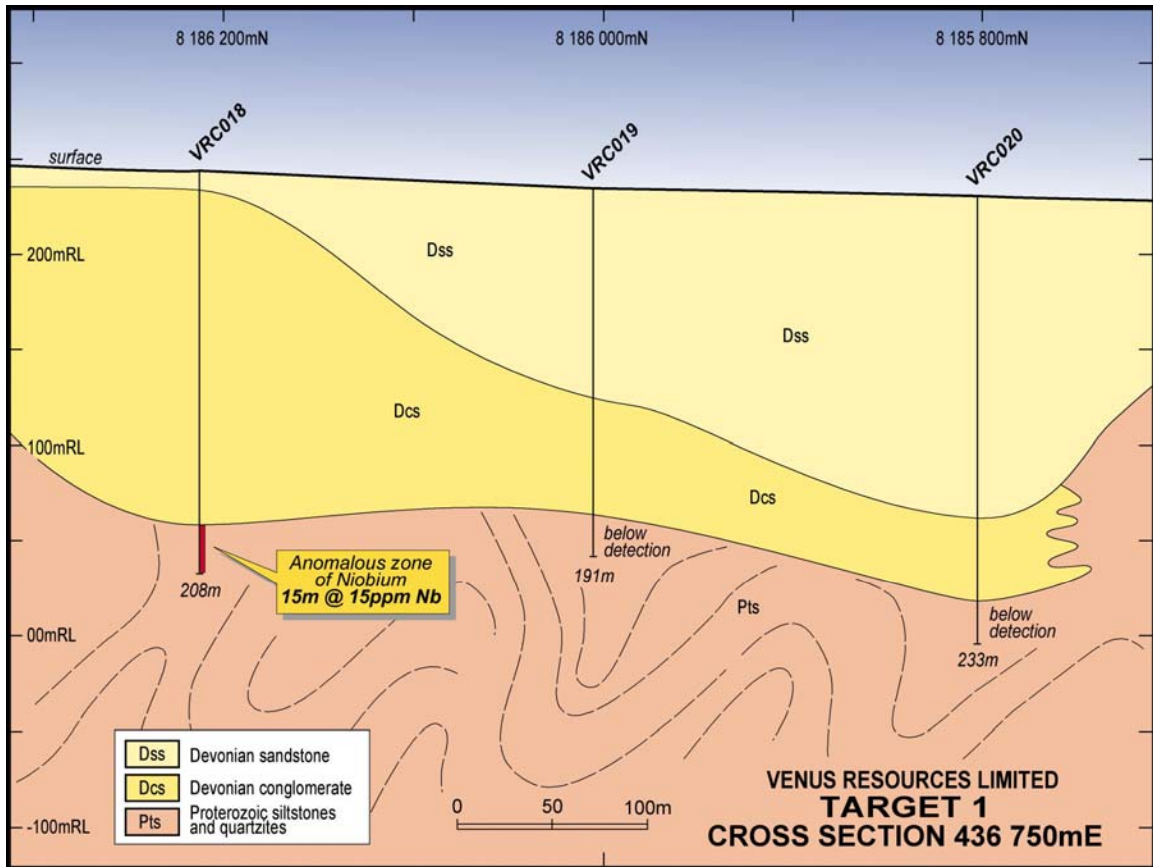 8 186 200mN
8 186 000mN
8 185 800mN
VRC018
VRC019
VRC020
surface
200mRL
Dss
Dss
Dcs
100mRL
Dcs
below
detection
191m
Anomalous zone
of Niobium
15m @ 15ppm Nb
208m
Pts
below
detection
233m
00mRL
Dss Devonian sandstone
Dcs Devonian conglomerate
Pts Proterozoic siltstones
and quartzites
-100mRL
0 50 100m
VENUS RESOURCES LIMITED
TARGET 1
CROSS SECTION 436 750mE